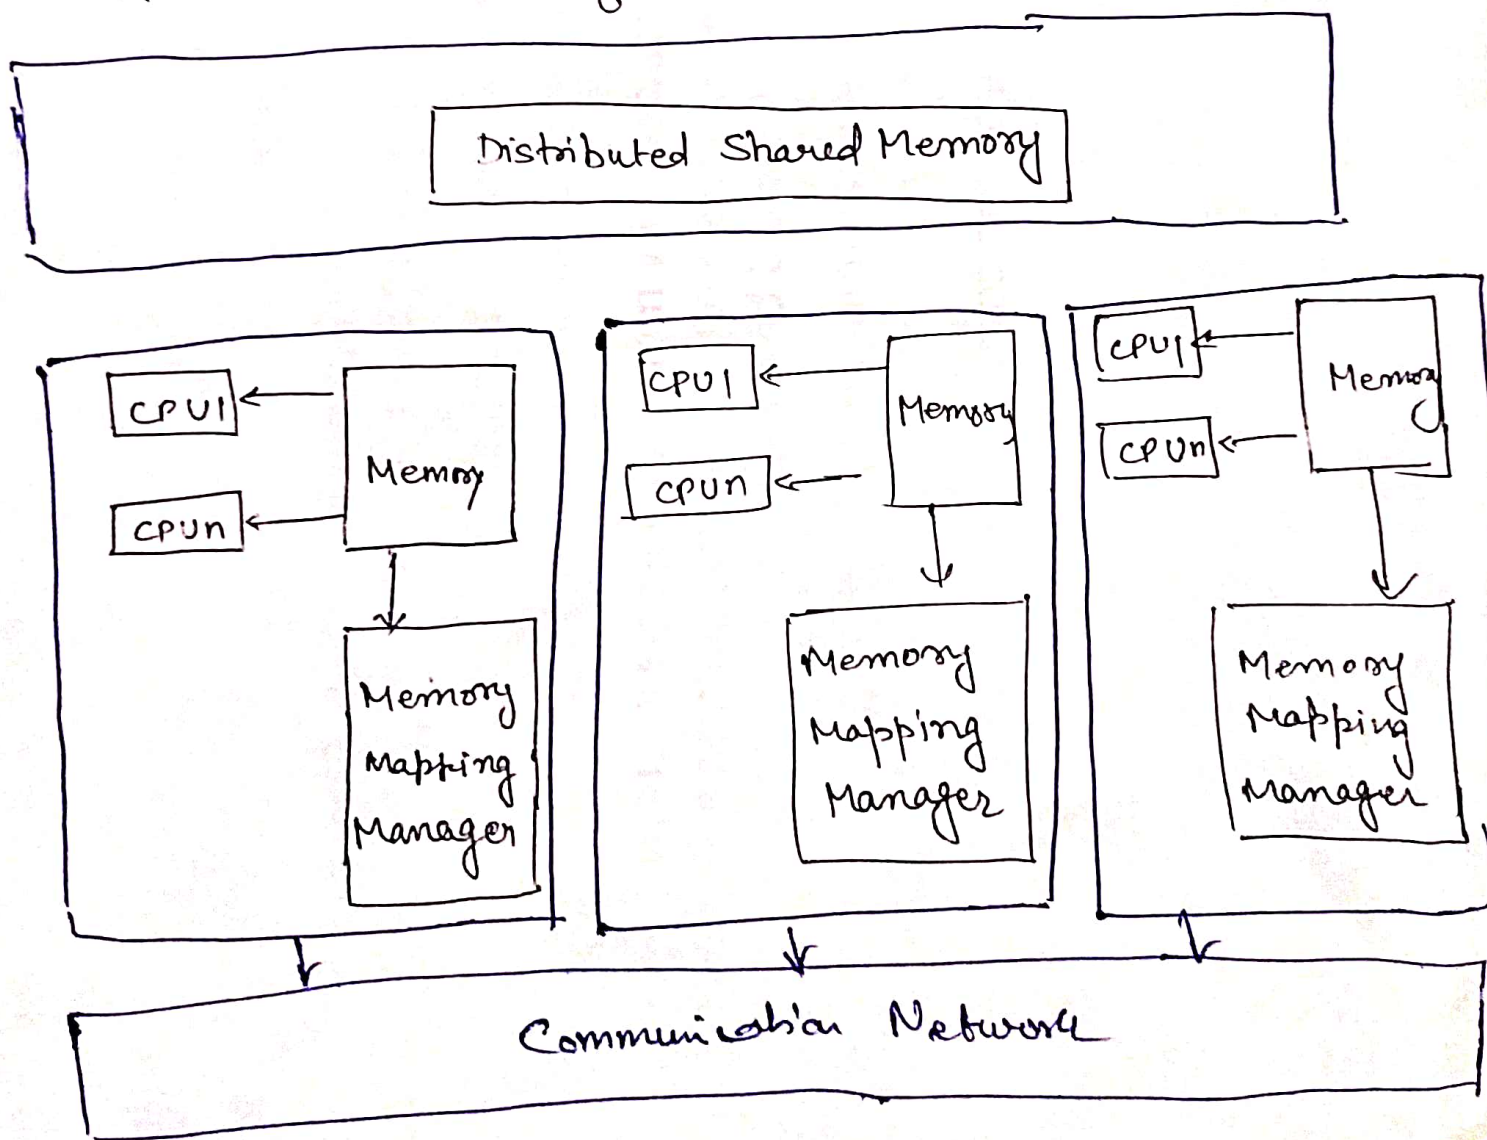 Distributed Shared Memory
CPU1
Memory
CPUn
Memory
Mapping
Manager
CPU1
Memory
CPUn
Memory
Mapping
Manager
CPU1
Memory
CPUn
Memory
Mapping
Manager
Communication Network